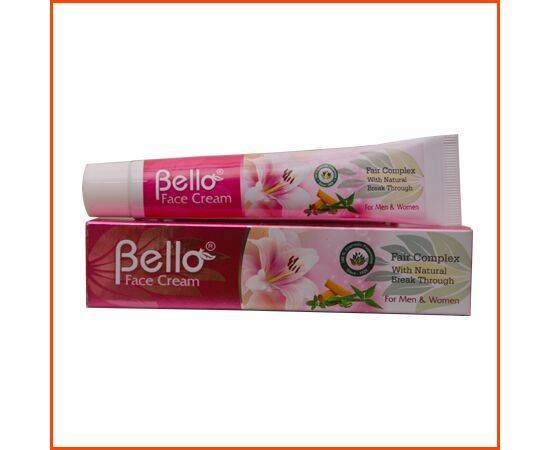 Bello®
Face Cream
Fair Complex
With Natural
Break Through
For Men & Women
Bello®
Face Cream
Fair Complex
With Natural
Break Through
For Men & Women